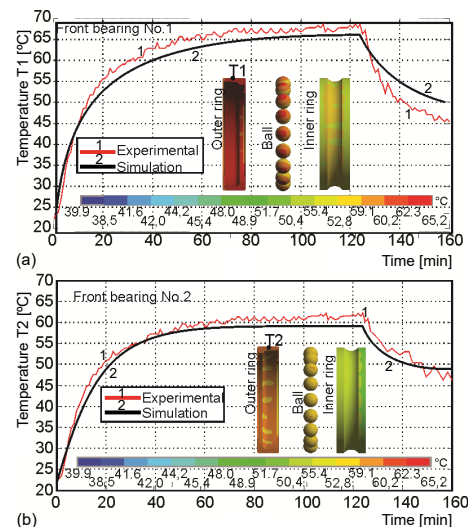 Front bearing No.1
Temperature T1 [ºC]
70
65
60
55
50
45
40
35
30
25
20
1
2
T1
Outer ring
Ball
Inner ring
2
1
1 Experimental
2 Simulation
ºC
39.9 41.6 44,2 48.0 51.7 55.4 59.1 62.3
38,5 42,0 45,4 48.9 50,4 52,8 60,2 65,2
0 20 40 60 80 100 120 140 160
(a)
Time [min]
Front bearing No.2
Temperature T2 [ºC]
70
65
60
55
50
45
40
35
30
25
20
1
2
1
T2
Outer ring
Ball
Inner ring
2
1 Experimental
2 Simulation
ºC
39.9 41.6 44,2 48.0 51.7 55.4 59.1 62.3
38,5 42,0 45,4 48.9 50,4 52,8 60,2 65,2
0 20 40 60 80 100 120 140 160
(b)
Time [min]